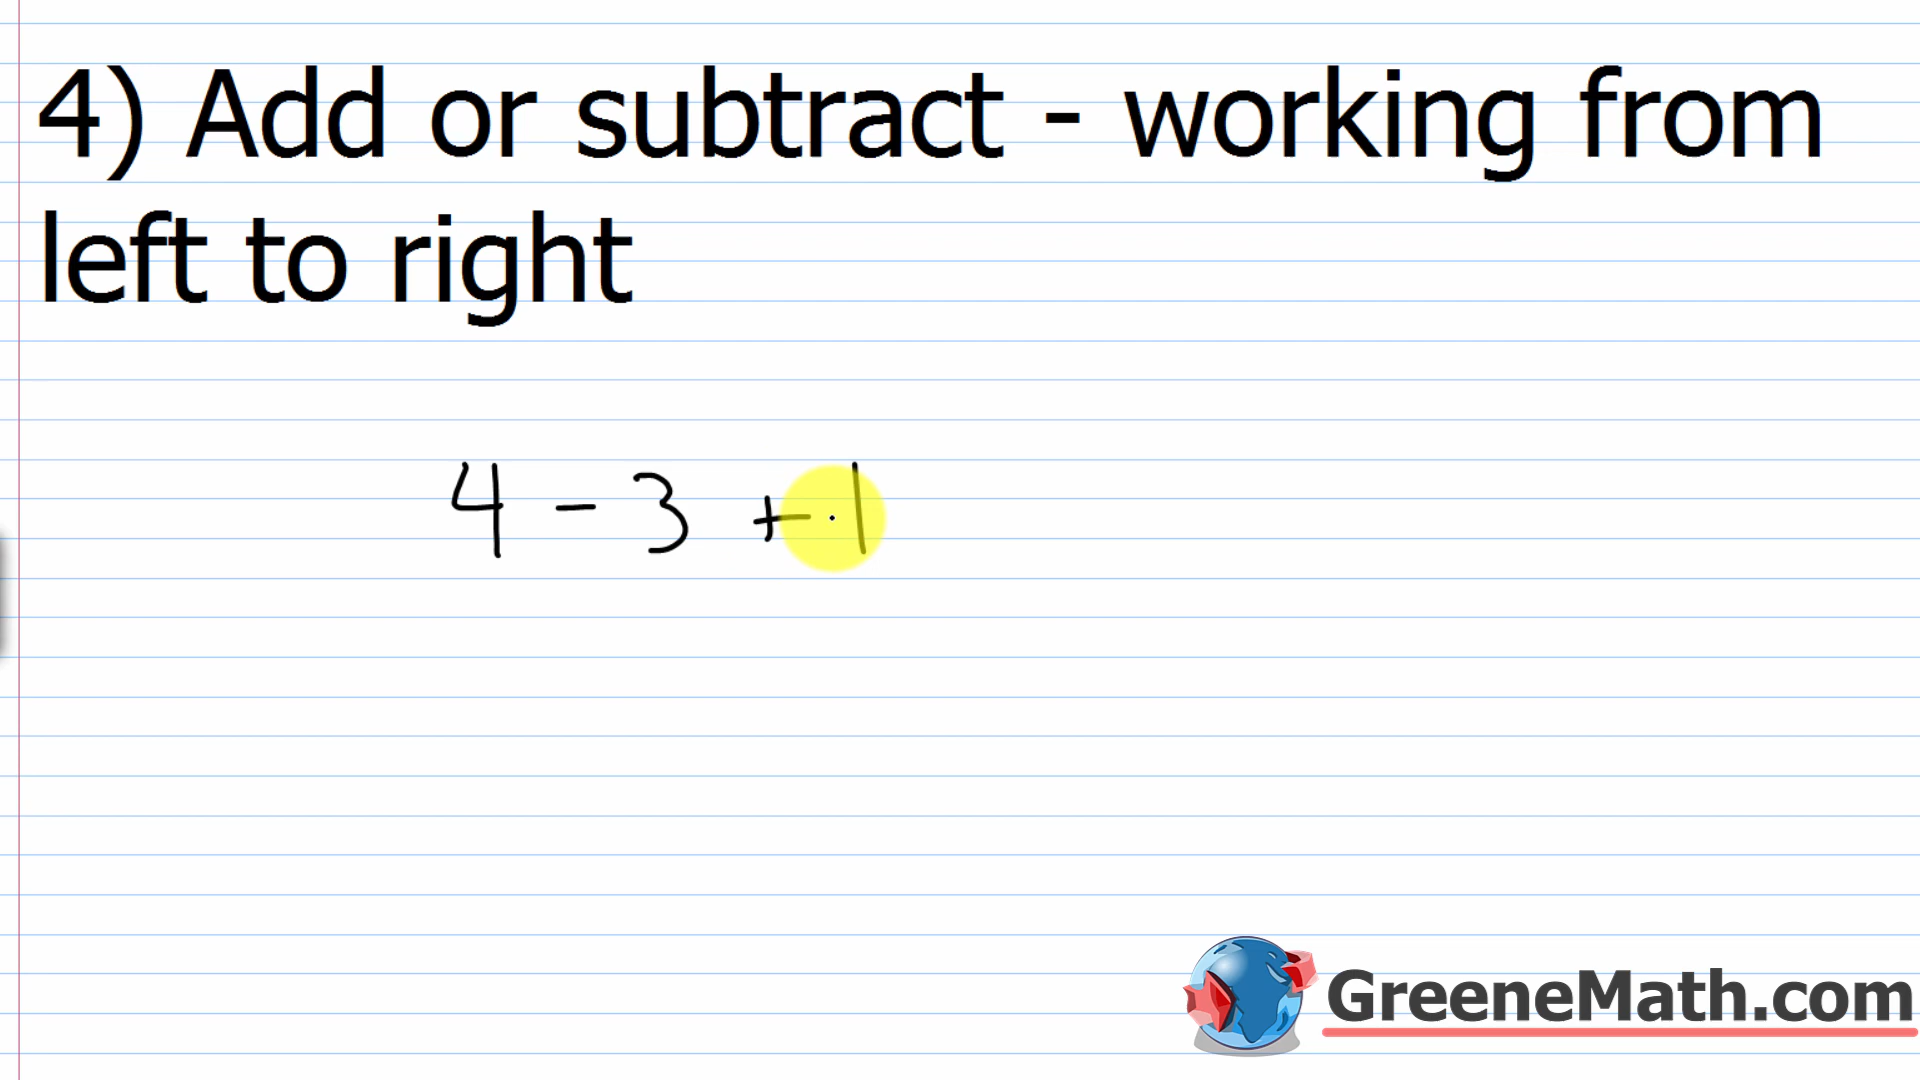 4) Add or subtract - working from
left to right
4 - 3 + 1
GreeneMath.com